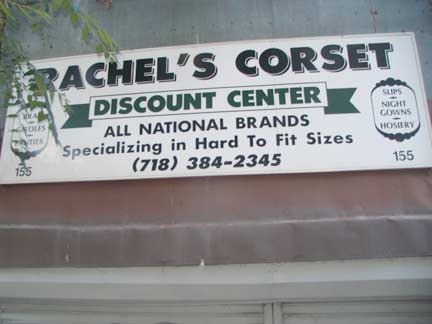 RACHEL'S CORSET
DISCOUNT CENTER
ALL NATIONAL BRANDS
Specializing in Hard To Fit Sizes
(718) 384-2345
BRAS
GIRDLES
PANTIES
155
SLIPS
NIGHT
GOWNS
HOSIERY
155